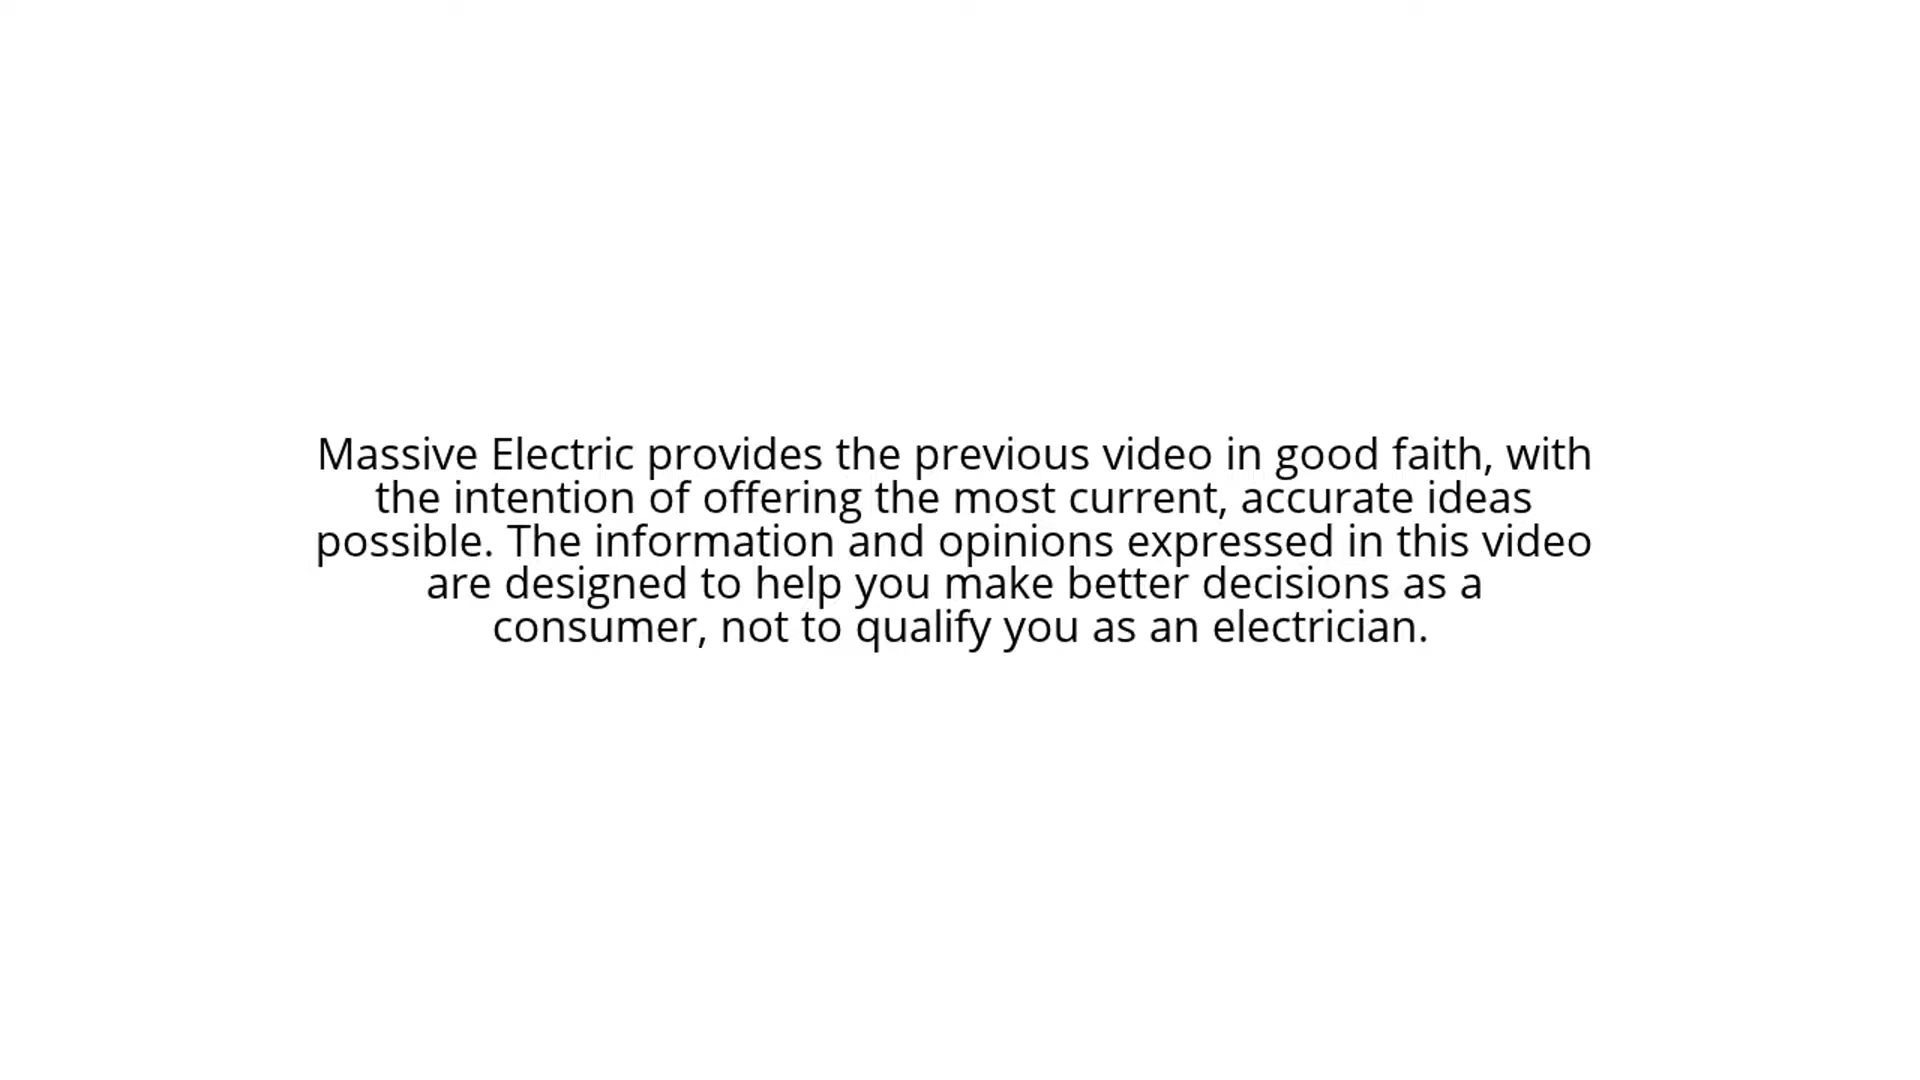 Massive Electric provides the previous video in good faith, with
the intention of offering the most current, accurate ideas
possible. The information and opinions expressed in this video
are designed to help you make better decisions as a
consumer, not to qualify you as an electrician.